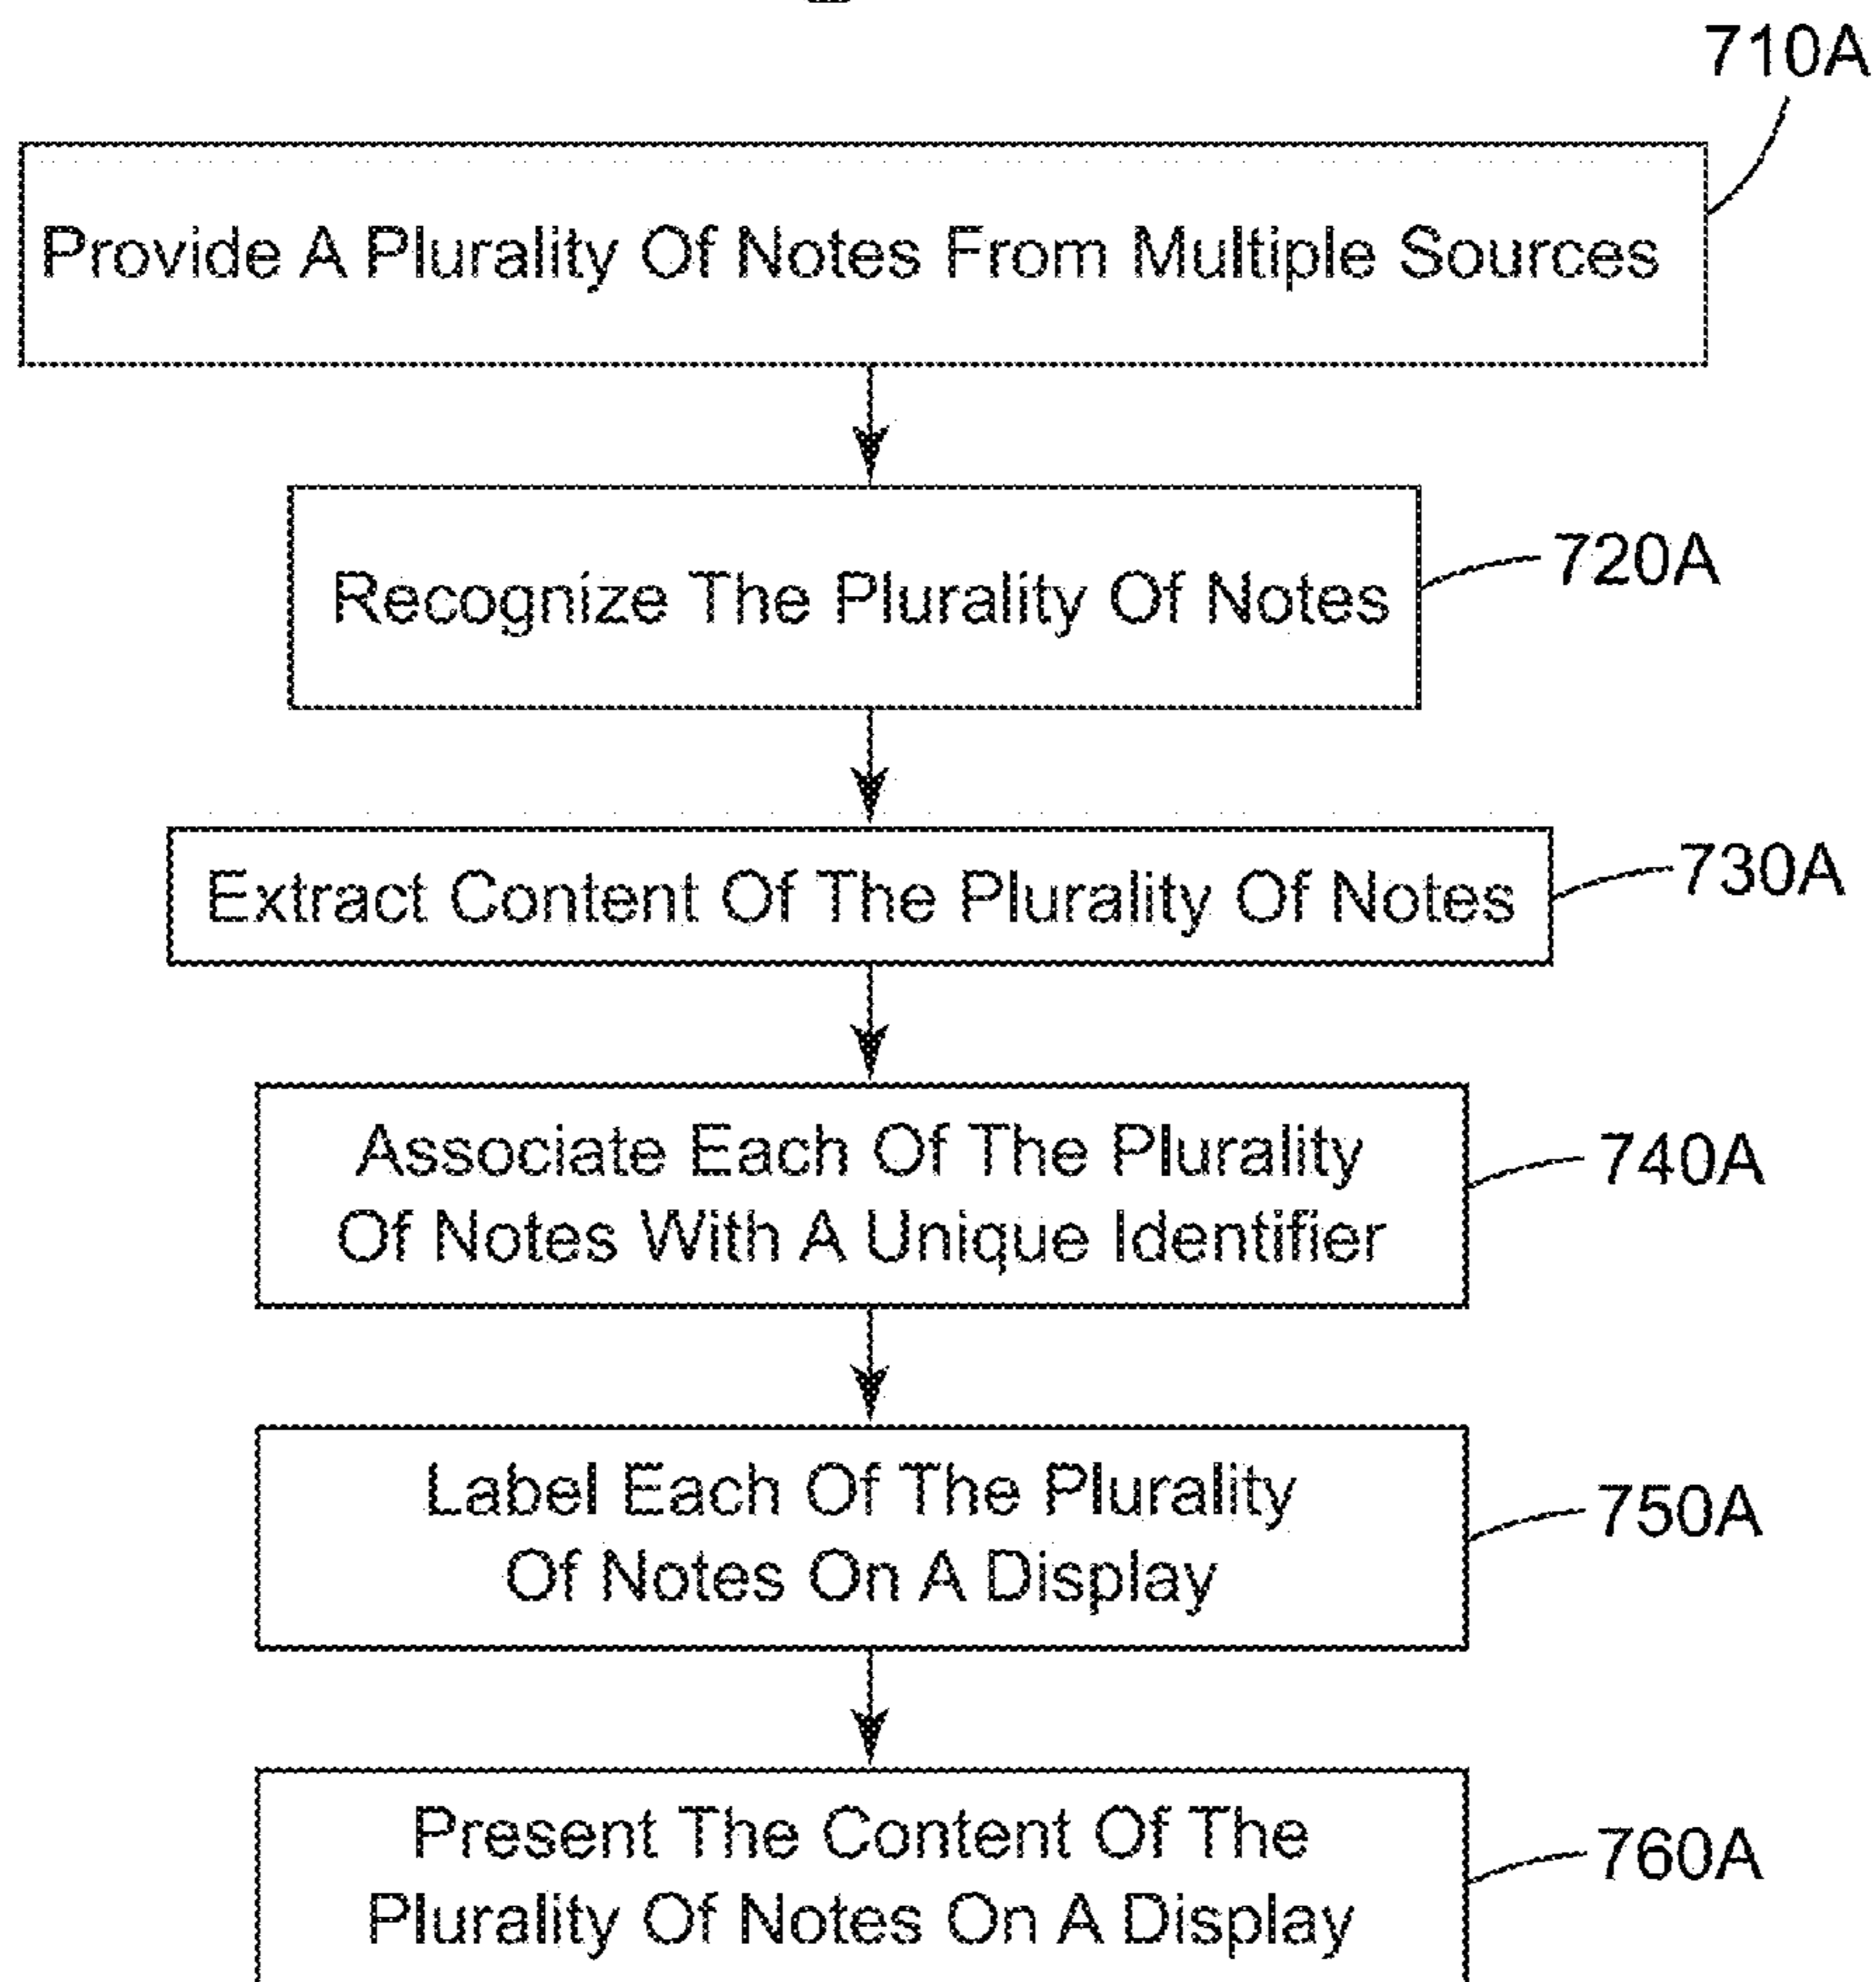 710A
Provide A Plurality Of Notes From Multiple Sources
Recognize The Plurality Of Notes
720A
Extract Content Of The Plurality Of Notes
730A
Associate Each Of The Plurality
Of Notes With A Unique Identifier
740A
Label Each Of The Plurality
Of Notes On A Display
750A
Present The Content Of The
Plurality Of Notes On A Display
760A